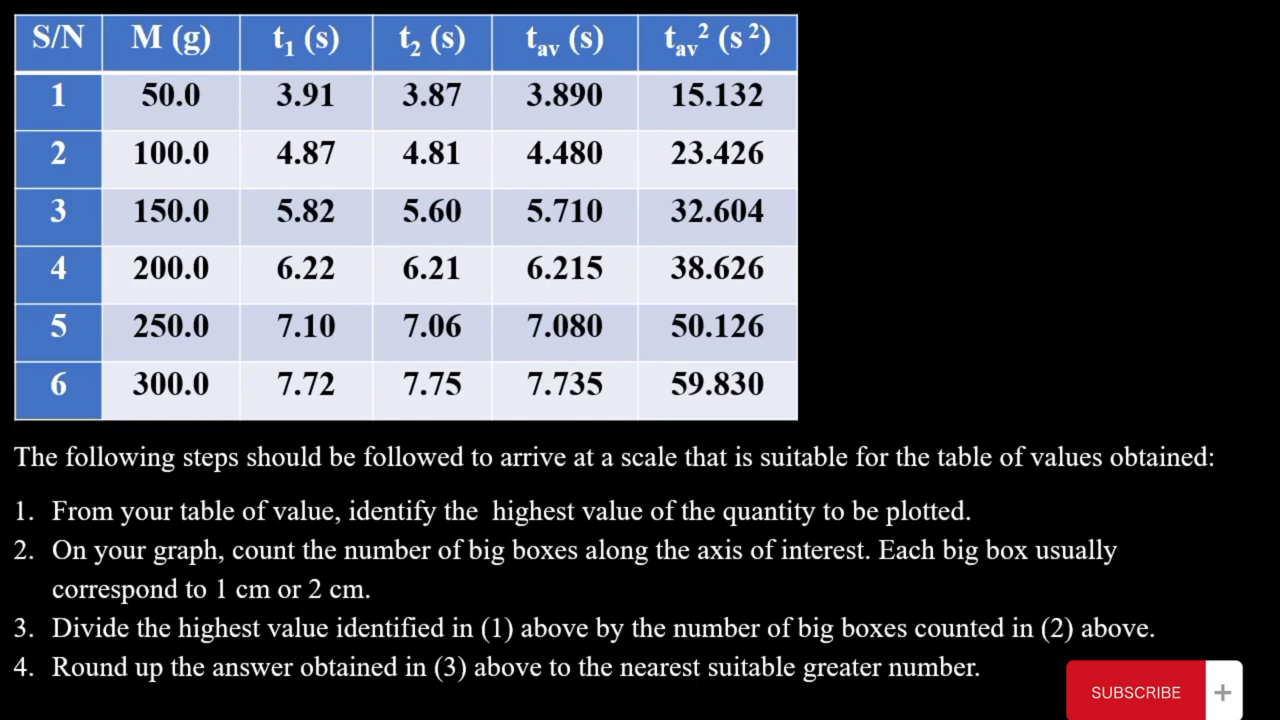 S/N M (g) t₁ (s) t₂ (s) tav (s) tav² (s²)
1 50.0 3.91 3.87 3.890 15.132
2 100.0 4.87 4.81 4.480 23.426
3 150.0 5.82 5.60 5.710 32.604
4 200.0 6.22 6.21 6.215 38.626
5 250.0 7.10 7.06 7.080 50.126
6 300.0 7.72 7.75 7.735 59.830
The following steps should be followed to arrive at a scale that is suitable for the table of values obtained:
1. From your table of value, identify the highest value of the quantity to be plotted.
2. On your graph, count the number of big boxes along the axis of interest. Each big box usually
correspond to 1 cm or 2 cm.
3. Divide the highest value identified in (1) above by the number of big boxes counted in (2) above.
4. Round up the answer obtained in (3) above to the nearest suitable greater number.
SUBSCRIBE +